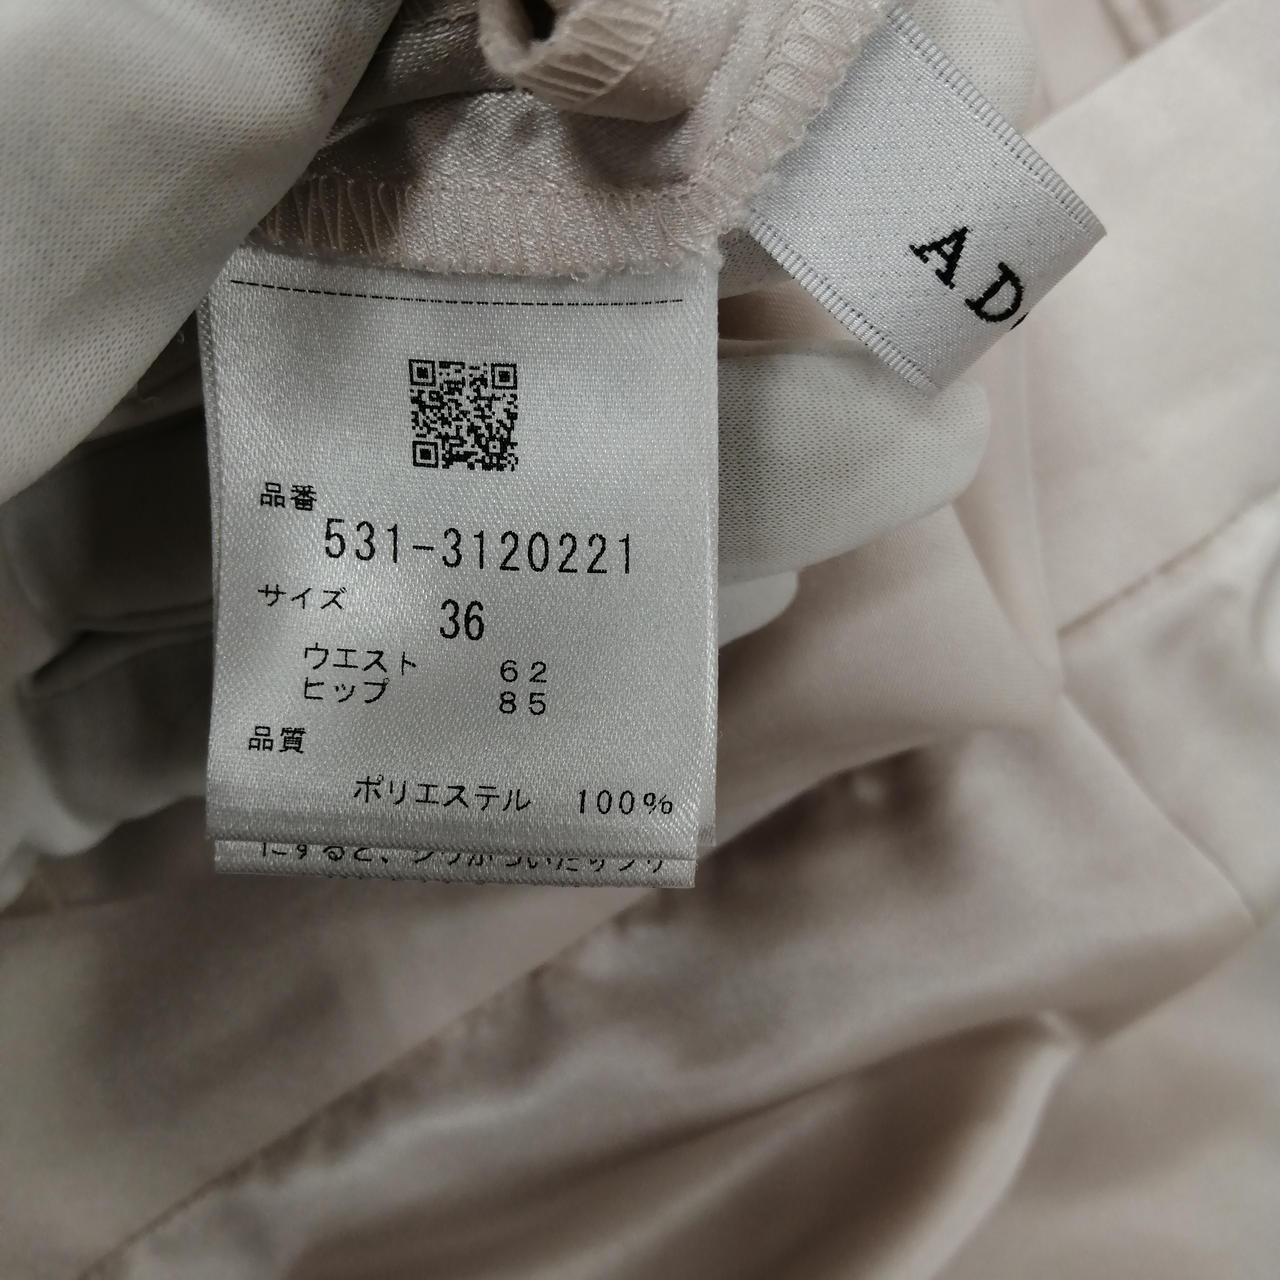 AD
品番
531-3120221
サイズ 36
ウエスト 62
ヒップ 85
品質
ポリエステル 100%